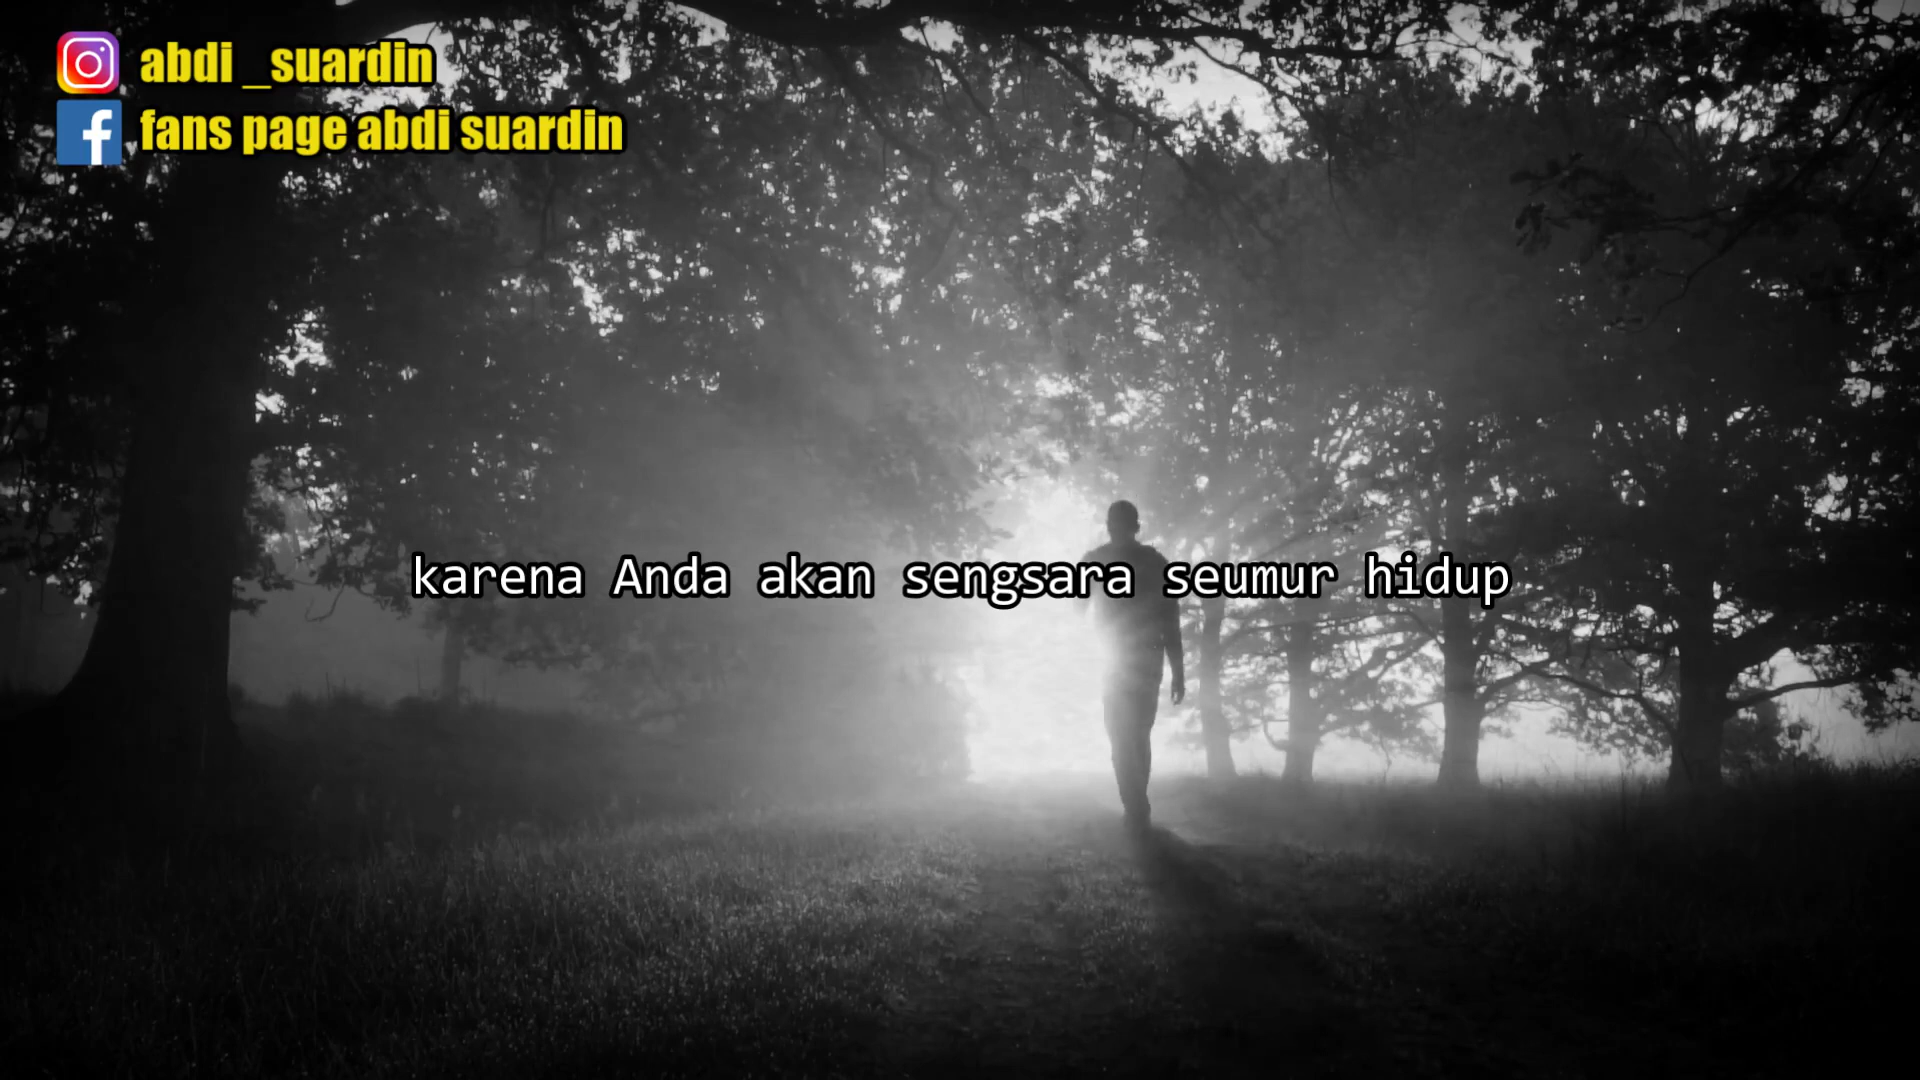 abdi _suardin
fans page abdi suardin
karena Anda akan sengsara seumur hidup